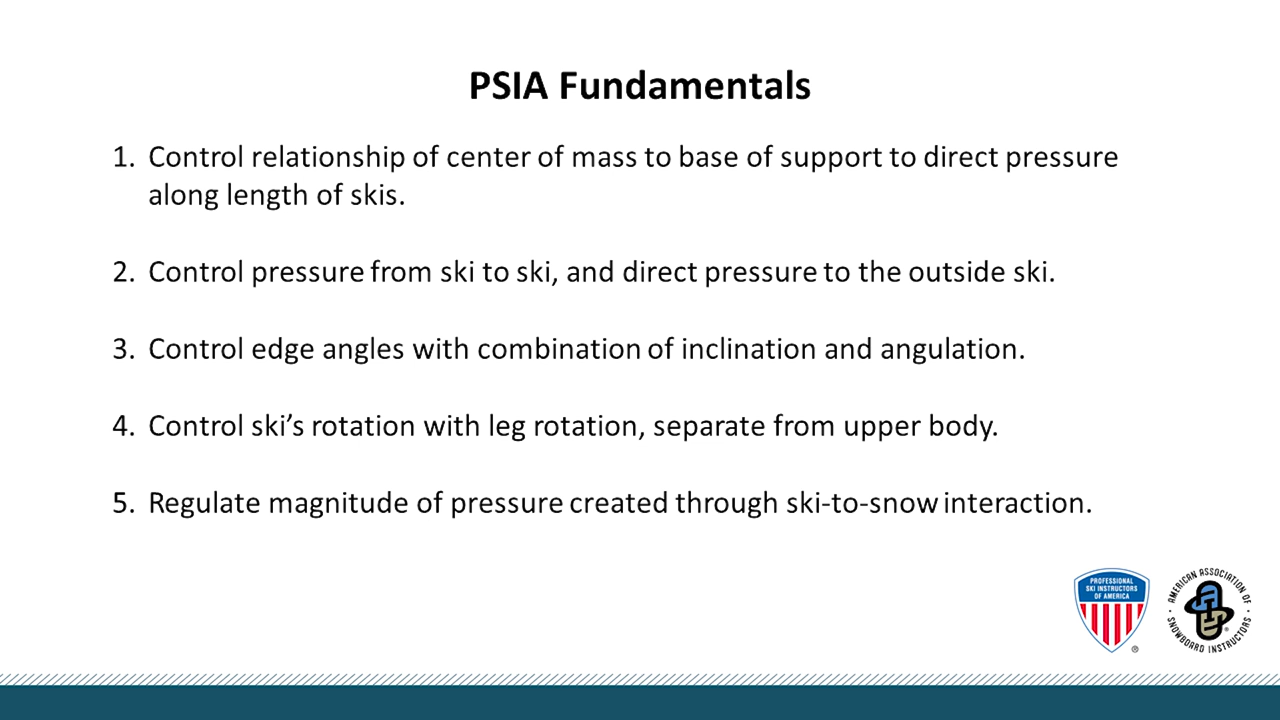 PSIA Fundamentals
1. Control relationship of center of mass to base of support to direct pressure
along length of skis.
2. Control pressure from ski to ski, and direct pressure to the outside ski.
3. Control edge angles with combination of inclination and angulation.
4. Control ski’s rotation with leg rotation, separate from upper body.
5. Regulate magnitude of pressure created through ski-to-snow interaction.
PROFESSIONAL
SKI INSTRUCTORS
OF AMERICA
®
AMERICAN ASSOCIATION OF
SNOWBOARD INSTRUCTORS
®